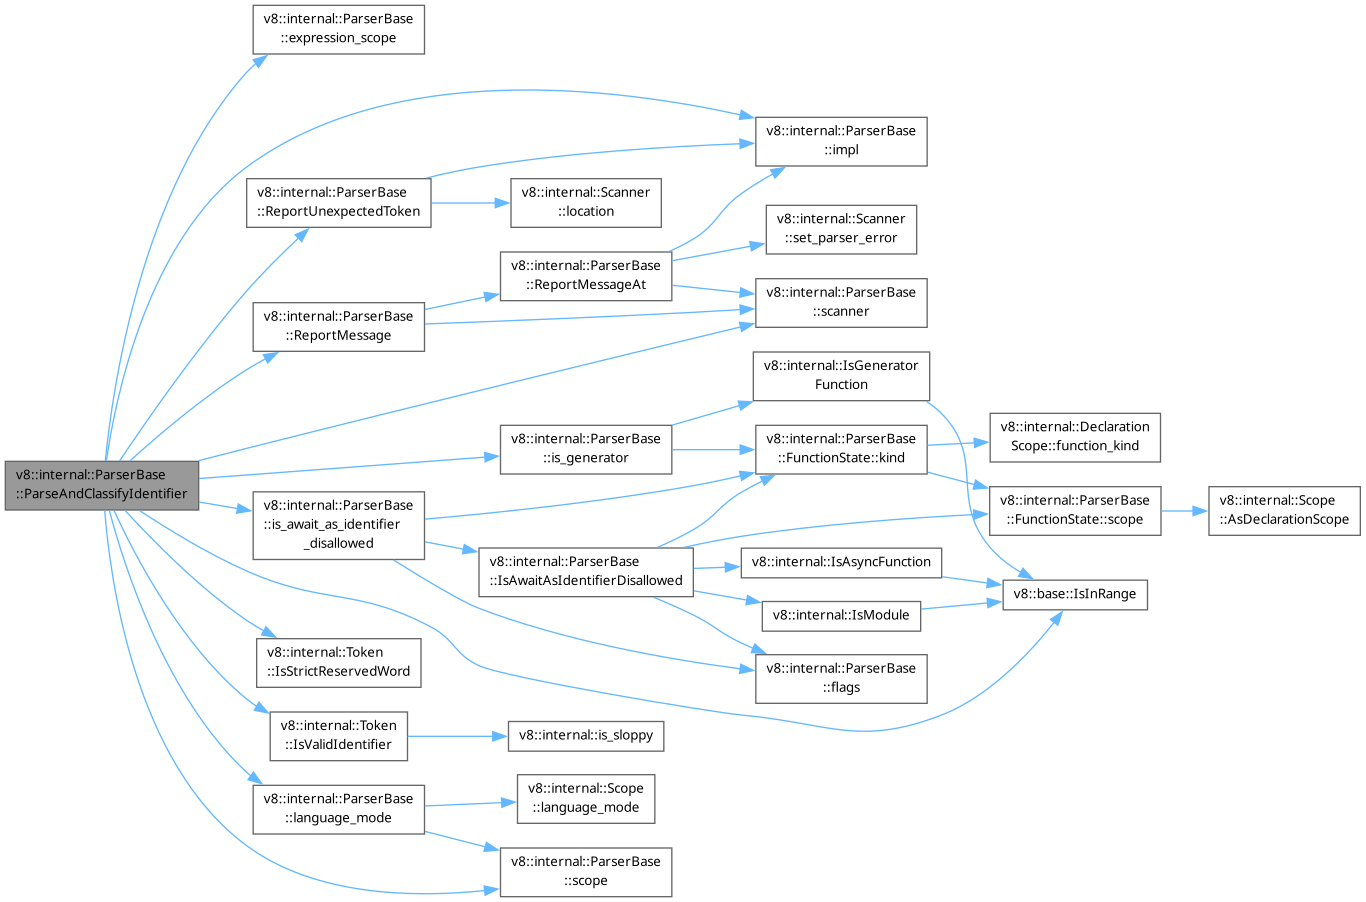 v8::internal::ParserBase
::expression_scope
v8::internal::ParserBase
::impl
v8::internal::ParserBase
::ReportUnexpectedToken
v8::internal::Scanner
::location
v8::internal::Scanner
::set_parser_error
v8::internal::ParserBase
::ReportMessageAt
v8::internal::ParserBase
::scanner
v8::internal::ParserBase
::ReportMessage
v8::internal::IsGenerator
Function
v8::internal::ParserBase
::is_generator
v8::internal::ParserBase
::FunctionState::kind
v8::internal::Declaration
Scope::function_kind
v8::internal::ParserBase
::ParseAndClassifyIdentifier
v8::internal::ParserBase
::is_await_as_identifier
_disallowed
v8::internal::ParserBase
::FunctionState::scope
v8::internal::Scope
::AsDeclarationScope
v8::internal::ParserBase
::IsAwaitAsIdentifierDisallowed
v8::internal::IsAsyncFunction
v8::base::IsInRange
v8::internal::IsModule
v8::internal::Token
::IsStrictReservedWord
v8::internal::ParserBase
::flags
v8::internal::Token
::IsValidIdentifier
v8::internal::is_sloppy
v8::internal::ParserBase
::language_mode
v8::internal::Scope
::language_mode
v8::internal::ParserBase
::scope